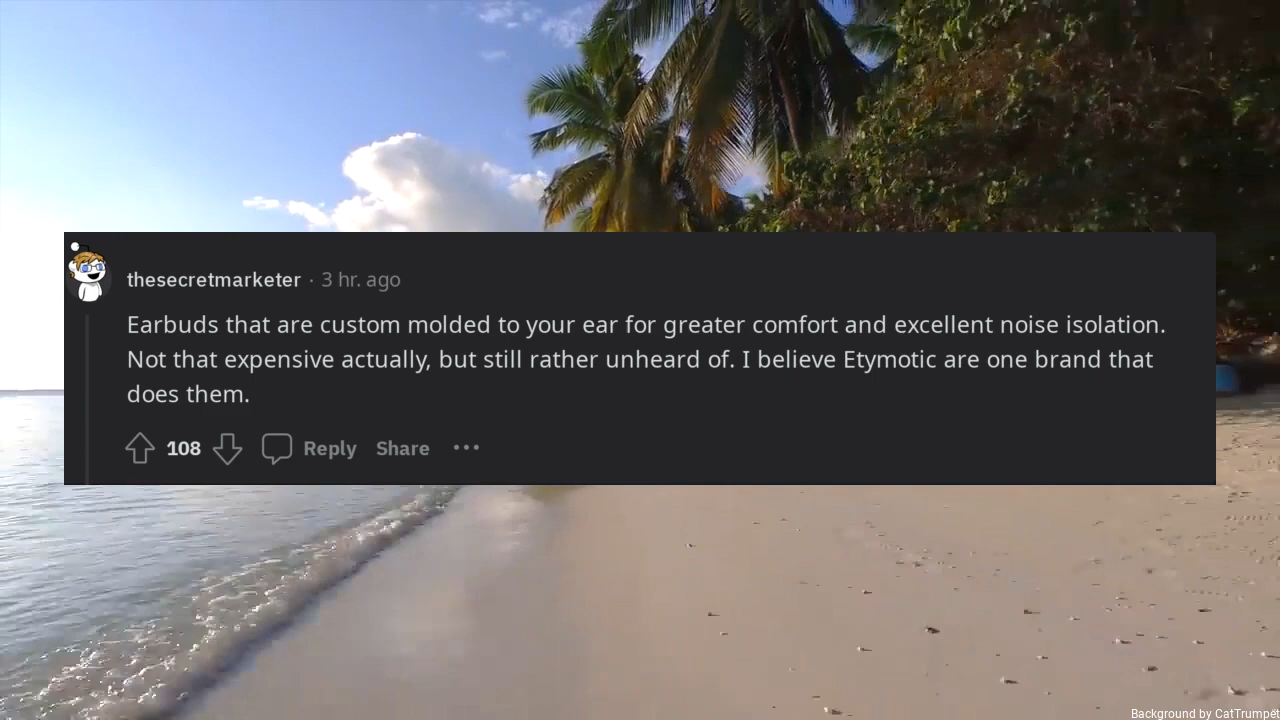 thesecretmarketer · 3 hr. ago
Earbuds that are custom molded to your ear for greater comfort and excellent noise isolation.
Not that expensive actually, but still rather unheard of. I believe Etymotic are one brand that
does them.
108 Reply Share ···
Background by CatTrumpet